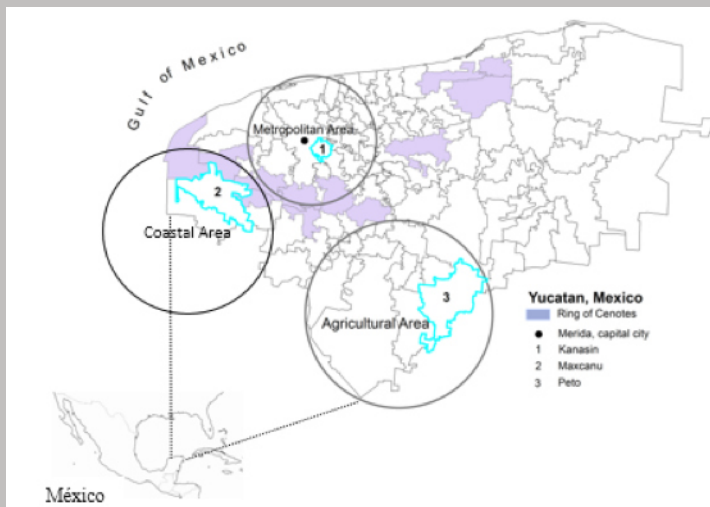 Gulf of Mexico
Metropolitan Area
1
2
Coastal Area
3
Agricultural Area
Yucatan, Mexico
Ring of Cenotes
Merida, capital city
1 Kanasin
2 Maxcanu
3 Peto
México